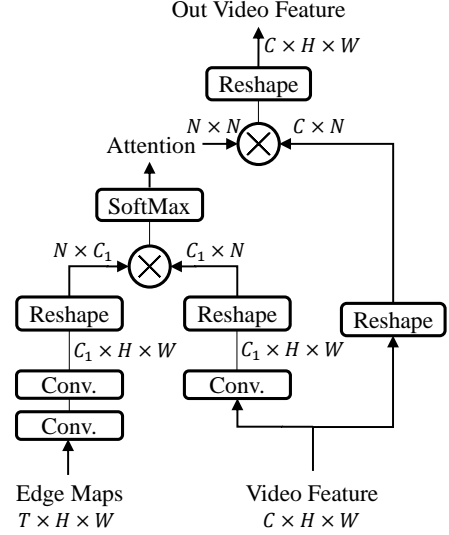 Out Video Feature
C × H × W
Reshape
N × N
C × N
Attention
SoftMax
N × C₁
C₁ × N
Reshape
Reshape
Reshape
C₁ × H × W
C₁ × H × W
Conv.
Conv.
Conv.
Edge Maps
T × H × W
Video Feature
C × H × W